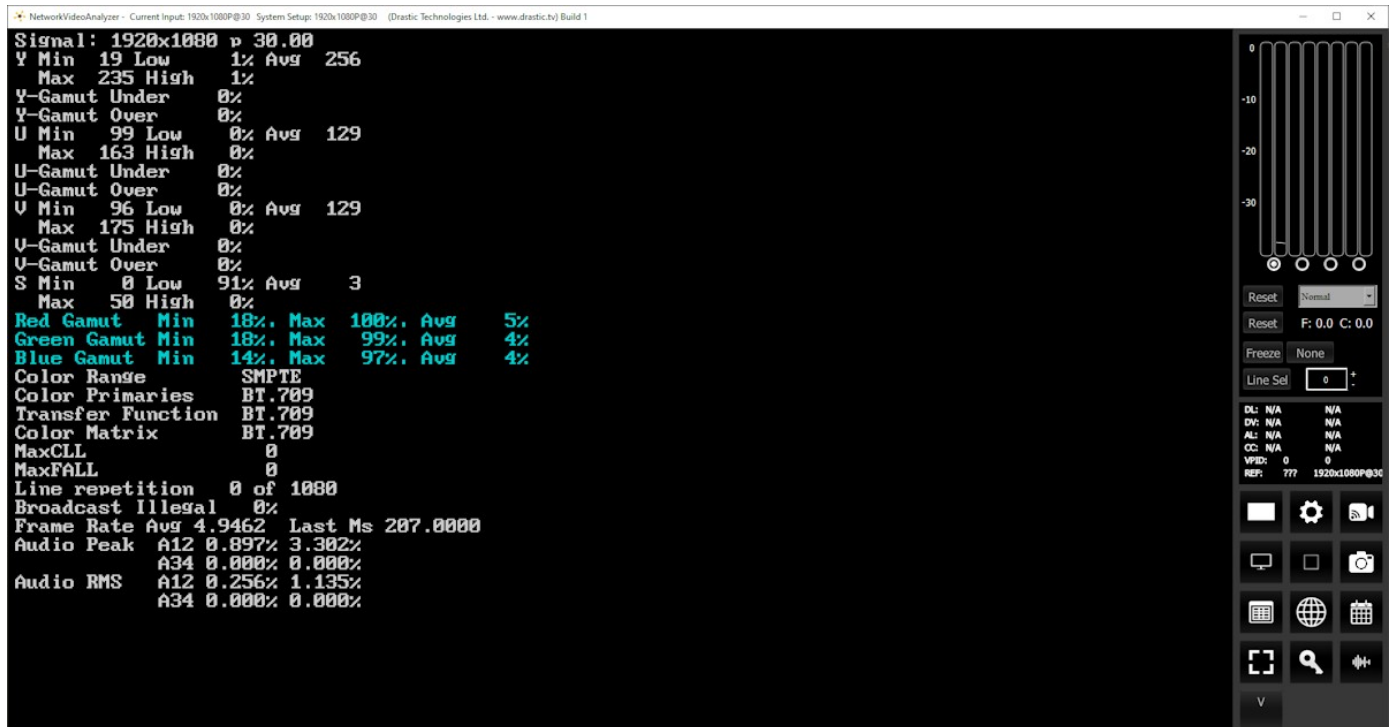 NetworkVideoAnalyzer - Current Input: 1920x1080P@30 System Setup: 1920x1080P@30 (Drastic Technologies Ltd. - www.drastic.tv) Build 1
Signal: 1920x1080 p 30.00
Y Min 19 Low 1% Avg 256
Max 235 High 1%
Y-Gamut Under 0%
Y-Gamut Over 0%
U Min 99 Low 0% Avg 129
Max 163 High 0%
U-Gamut Under 0%
U-Gamut Over 0%
V Min 96 Low 0% Avg 129
Max 175 High 0%
V-Gamut Under 0%
V-Gamut Over 0%
S Min 0 Low 91% Avg 3
Max 50 High 0%
Red Gamut Min 18%. Max 100%. Avg 5%
Green Gamut Min 18%. Max 99%. Avg 4%
Blue Gamut Min 14%. Max 97%. Avg 4%
Color Range SMPTE
Color Primaries BT.709
Transfer Function BT.709
Color Matrix BT.709
MaxCLL 0
MaxFALL 0
Line repetition 0 of 1080
Broadcast Illegal 0%
Frame Rate Avg 4.9462 Last Ms 207.0000
Audio Peak A12 0.897% 3.302%
A34 0.000% 0.000%
Audio RMS A12 0.256% 1.135%
A34 0.000% 0.000%
0
-10
-20
-30
Reset Normal
Reset F: 0.0 C: 0.0
Freeze None
Line Sel 0 + -
DL: N/A N/A
DV: N/A N/A
AL: N/A N/A
CC: N/A N/A
VPID: 0 0
REF: ??? 1920x1080P@30
V